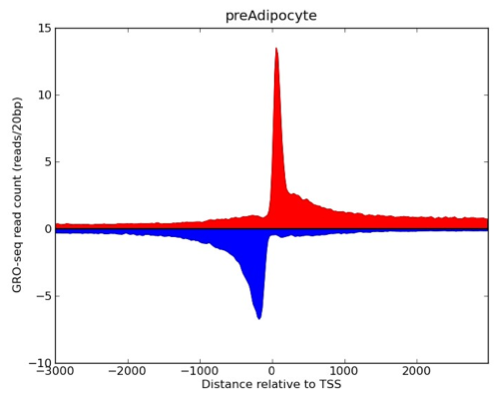 preAdipocyte
GRO-seq read count (reads/20bp)
15
10
5
0
−5
−10
−3000 −2000 −1000 0 1000 2000
Distance relative to TSS